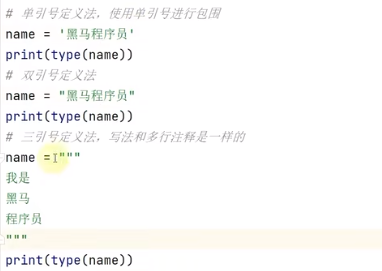 # 单引号定义法，使用单引号进行包围
name = '黑马程序员'
print(type(name))
# 双引号定义法
name = "黑马程序员"
print(type(name))
# 三引号定义法，写法和多行注释是一样的
name = """
我是
黑马
程序员
"""
print(type(name))